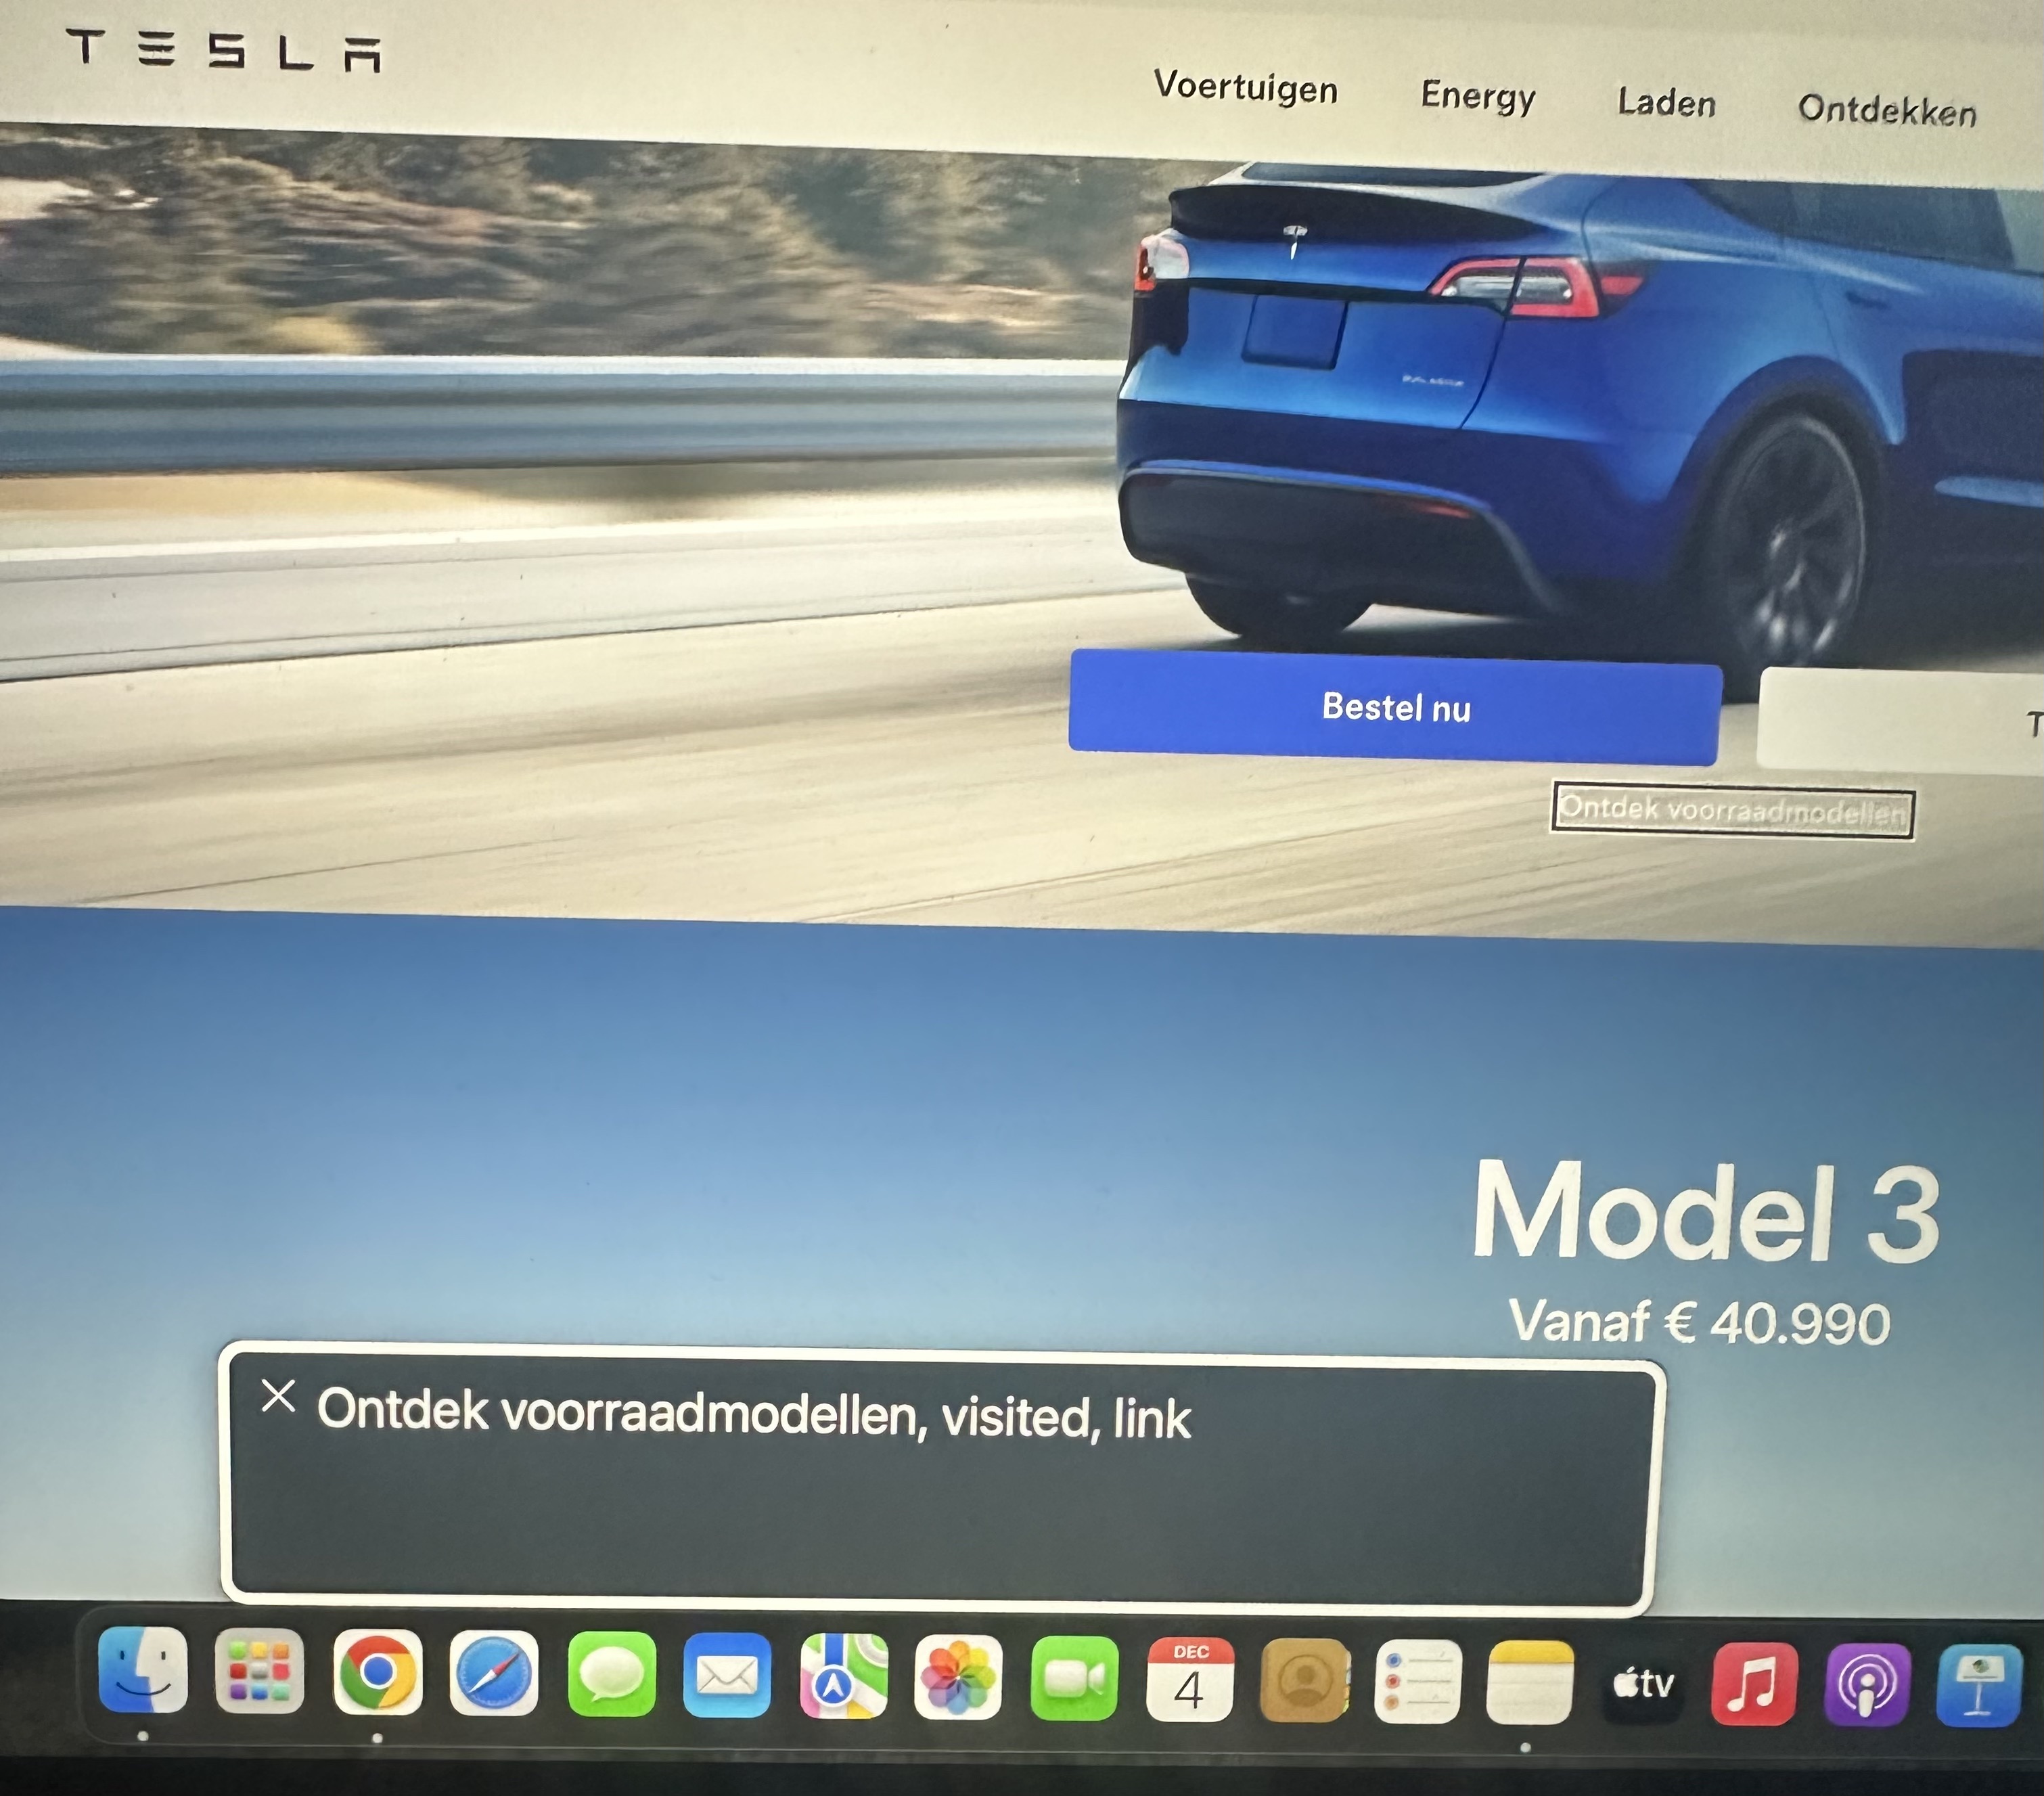 TESLA
Voertuigen Energy Laden Ontdekken
Bestel nu
Ontdek voorraadmodellen
Model 3
Vanaf € 40.990
Ontdek voorraadmodellen, visited, link
DEC
4
tv